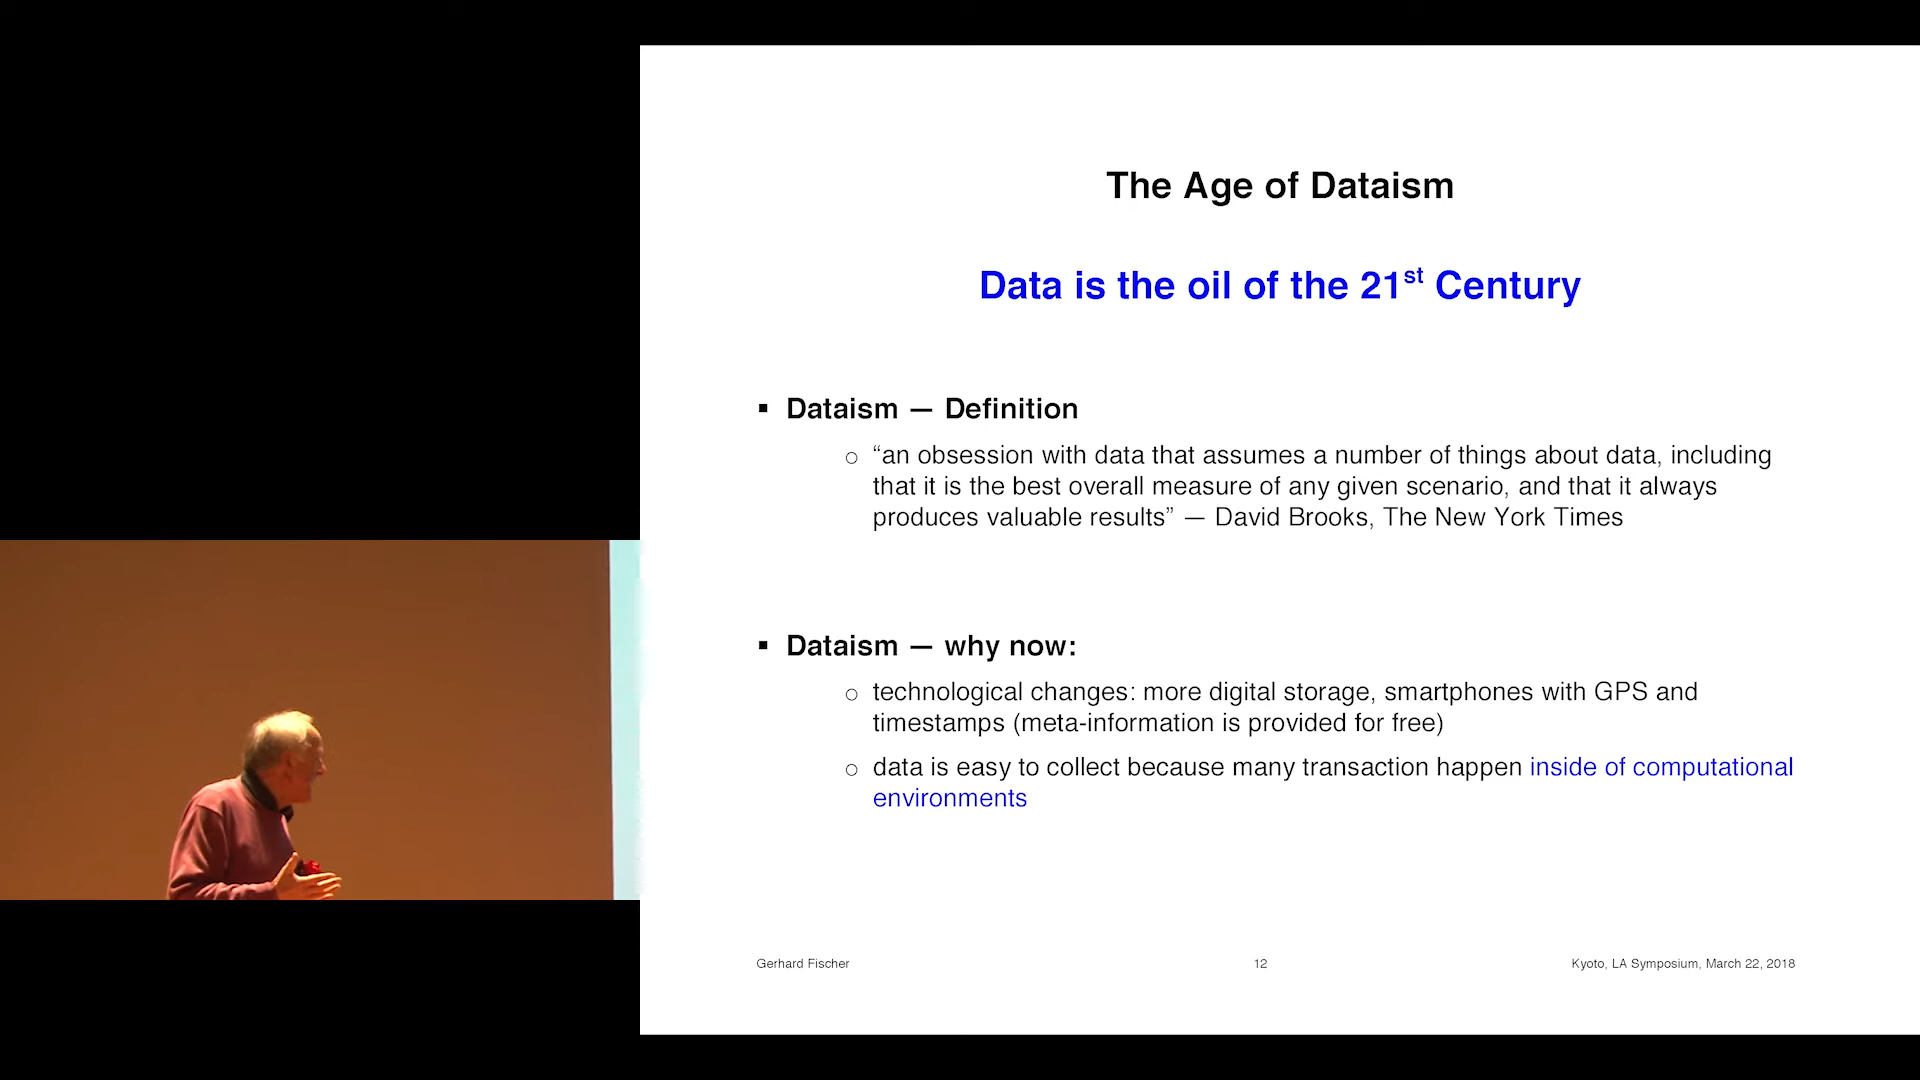 The Age of Dataism
Data is the oil of the 21st Century
▪ Dataism — Definition
○ “an obsession with data that assumes a number of things about data, including
that it is the best overall measure of any given scenario, and that it always
produces valuable results” — David Brooks, The New York Times
▪ Dataism — why now:
○ technological changes: more digital storage, smartphones with GPS and
timestamps (meta-information is provided for free)
○ data is easy to collect because many transaction happen inside of computational
environments
Gerhard Fischer 12 Kyoto, LA Symposium, March 22, 2018